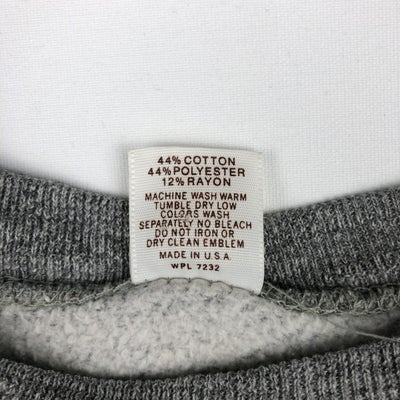 44% COTTON
44% POLYESTER
12% RAYON
MACHINE WASH WARM
TUMBLE DRY LOW
COLORS WASH
SEPARATELY NO BLEACH
DO NOT IRON OR
DRY CLEAN EMBLEM
MADE IN U.S.A.
WPL 7232